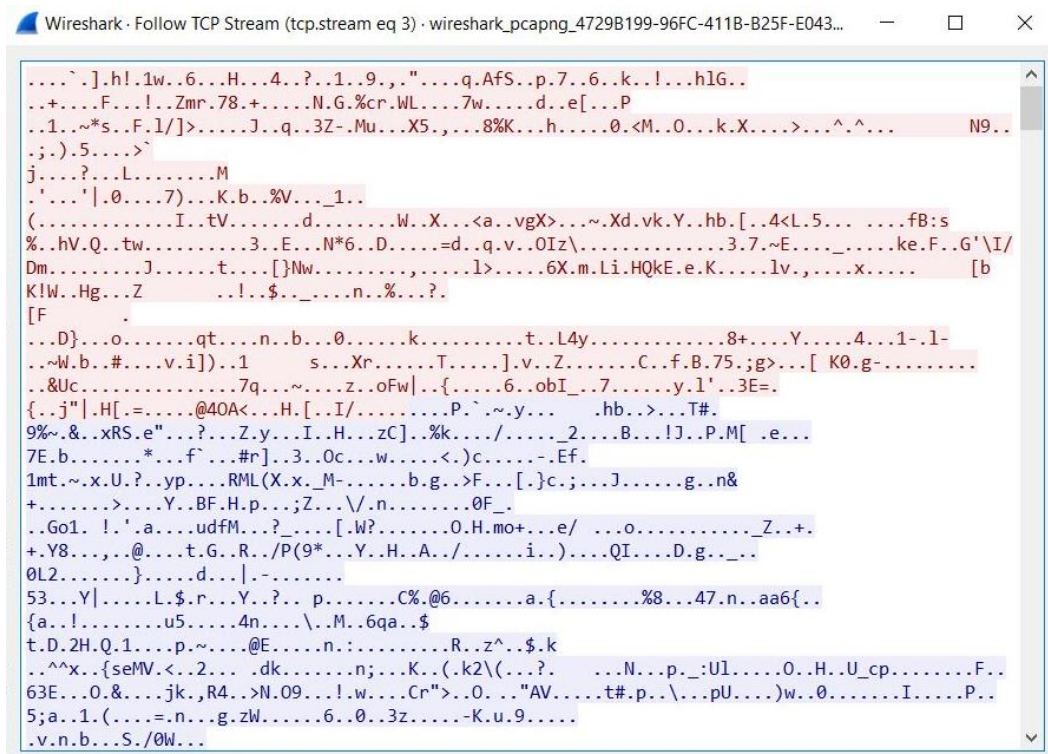 Wireshark · Follow TCP Stream (tcp.stream eq 3) · wireshark_pcapng_4729B199-96FC-411B-B25F-E043...
....`.].h!.1w..6...H...4..?..1..9.,."....q.AfS..p.7..6..k..!...hlG..
..+....F...!..Zmr.78.+.....N.G.%cr.WL....7w.....d..e[...P
..1..~*s..F.l/]>.....J..q..3Z-.Mu...X5.,...8%K...h.....0.<M..O...k.X....>...^.^... N9..
.;.).5....>`
j....?...L........M
.'...'|.0....7)...K.b..%V..._1..
(.............I..tV.......d.........W..X...<a..vgX>...~.Xd.vk.Y..hb.[..4<L.5... ....fB:s
%..hV.Q..tw..........3..E...N*6..D.....=d..q.v..OIz\..............3.7.~E...._.....ke.F..G'\I/
Dm.........J......t....[}Nw.........,.....l>.....6X.m.Li.HQkE.e.K.....lv.,....x..... [b
K!W..Hg...Z ..!..$.._....n..%...?.
[F .
...D}...o.......qt....n..b...0......k..........t..L4y..............8+....Y.....4...1-.l-
..~W.b..#....v.i])..1 s...Xr......T.....].v..Z.......C..f.B.75.;g>...[ K0.g-.........
..&Uc...............7q...~....z..oFw|..{.....6..obI_..7......y.l'..3E=.
{..j"|.H[.=.....@4OA<...H.[..I/.........P.`.~.y... .hb..>...T#.
9%~.&..xRS.e"...?...Z.y...I..H...zC]..%k..../....._2....B...!J..P.M[ .e...
7E.b.......*...f`...#r]..3..Oc...w.....<.)c.....-.Ef.
1mt.~.x.U.?..yp....RML(X.x._M-......b.g..>F...[.}c.;...J......g..n&
+.......>....Y..BF.H.p...;Z...\/.n.........0F_.
..Go1. !.'.a....udfM...?_....[.W?.......O.H.mo+...e/ ...o............_Z..+.
+.Y8...,..@....t.G..R../P(9*...Y..H..A../......i..)....QI....D.g.._..
0L2.......}.....d...|.-.......
53...Y|.....L.$.r...Y..?.. p.......C%.@6.......a.{........%8...47.n..aa6{..
{a..!........u5.....4n....\..M..6qa..$
t.D.2H.Q.1....p.~....@E.....n.:.........R..z^..$.k
..^^x..{seMV.<..2... .dk........n;...K..(.k2\(...?. ...N...p._:Ul.....O..H..U_cp........F..
63E...O.&....jk.,R4..>N.O9...!.w....Cr">..O..."AV.....t#.p..\...pU....)w..0.......I.....P..
5;a..1.(....=.n...g.zW......6..0..3z.....-K.u.9.....
.v.n.b...S./0W...